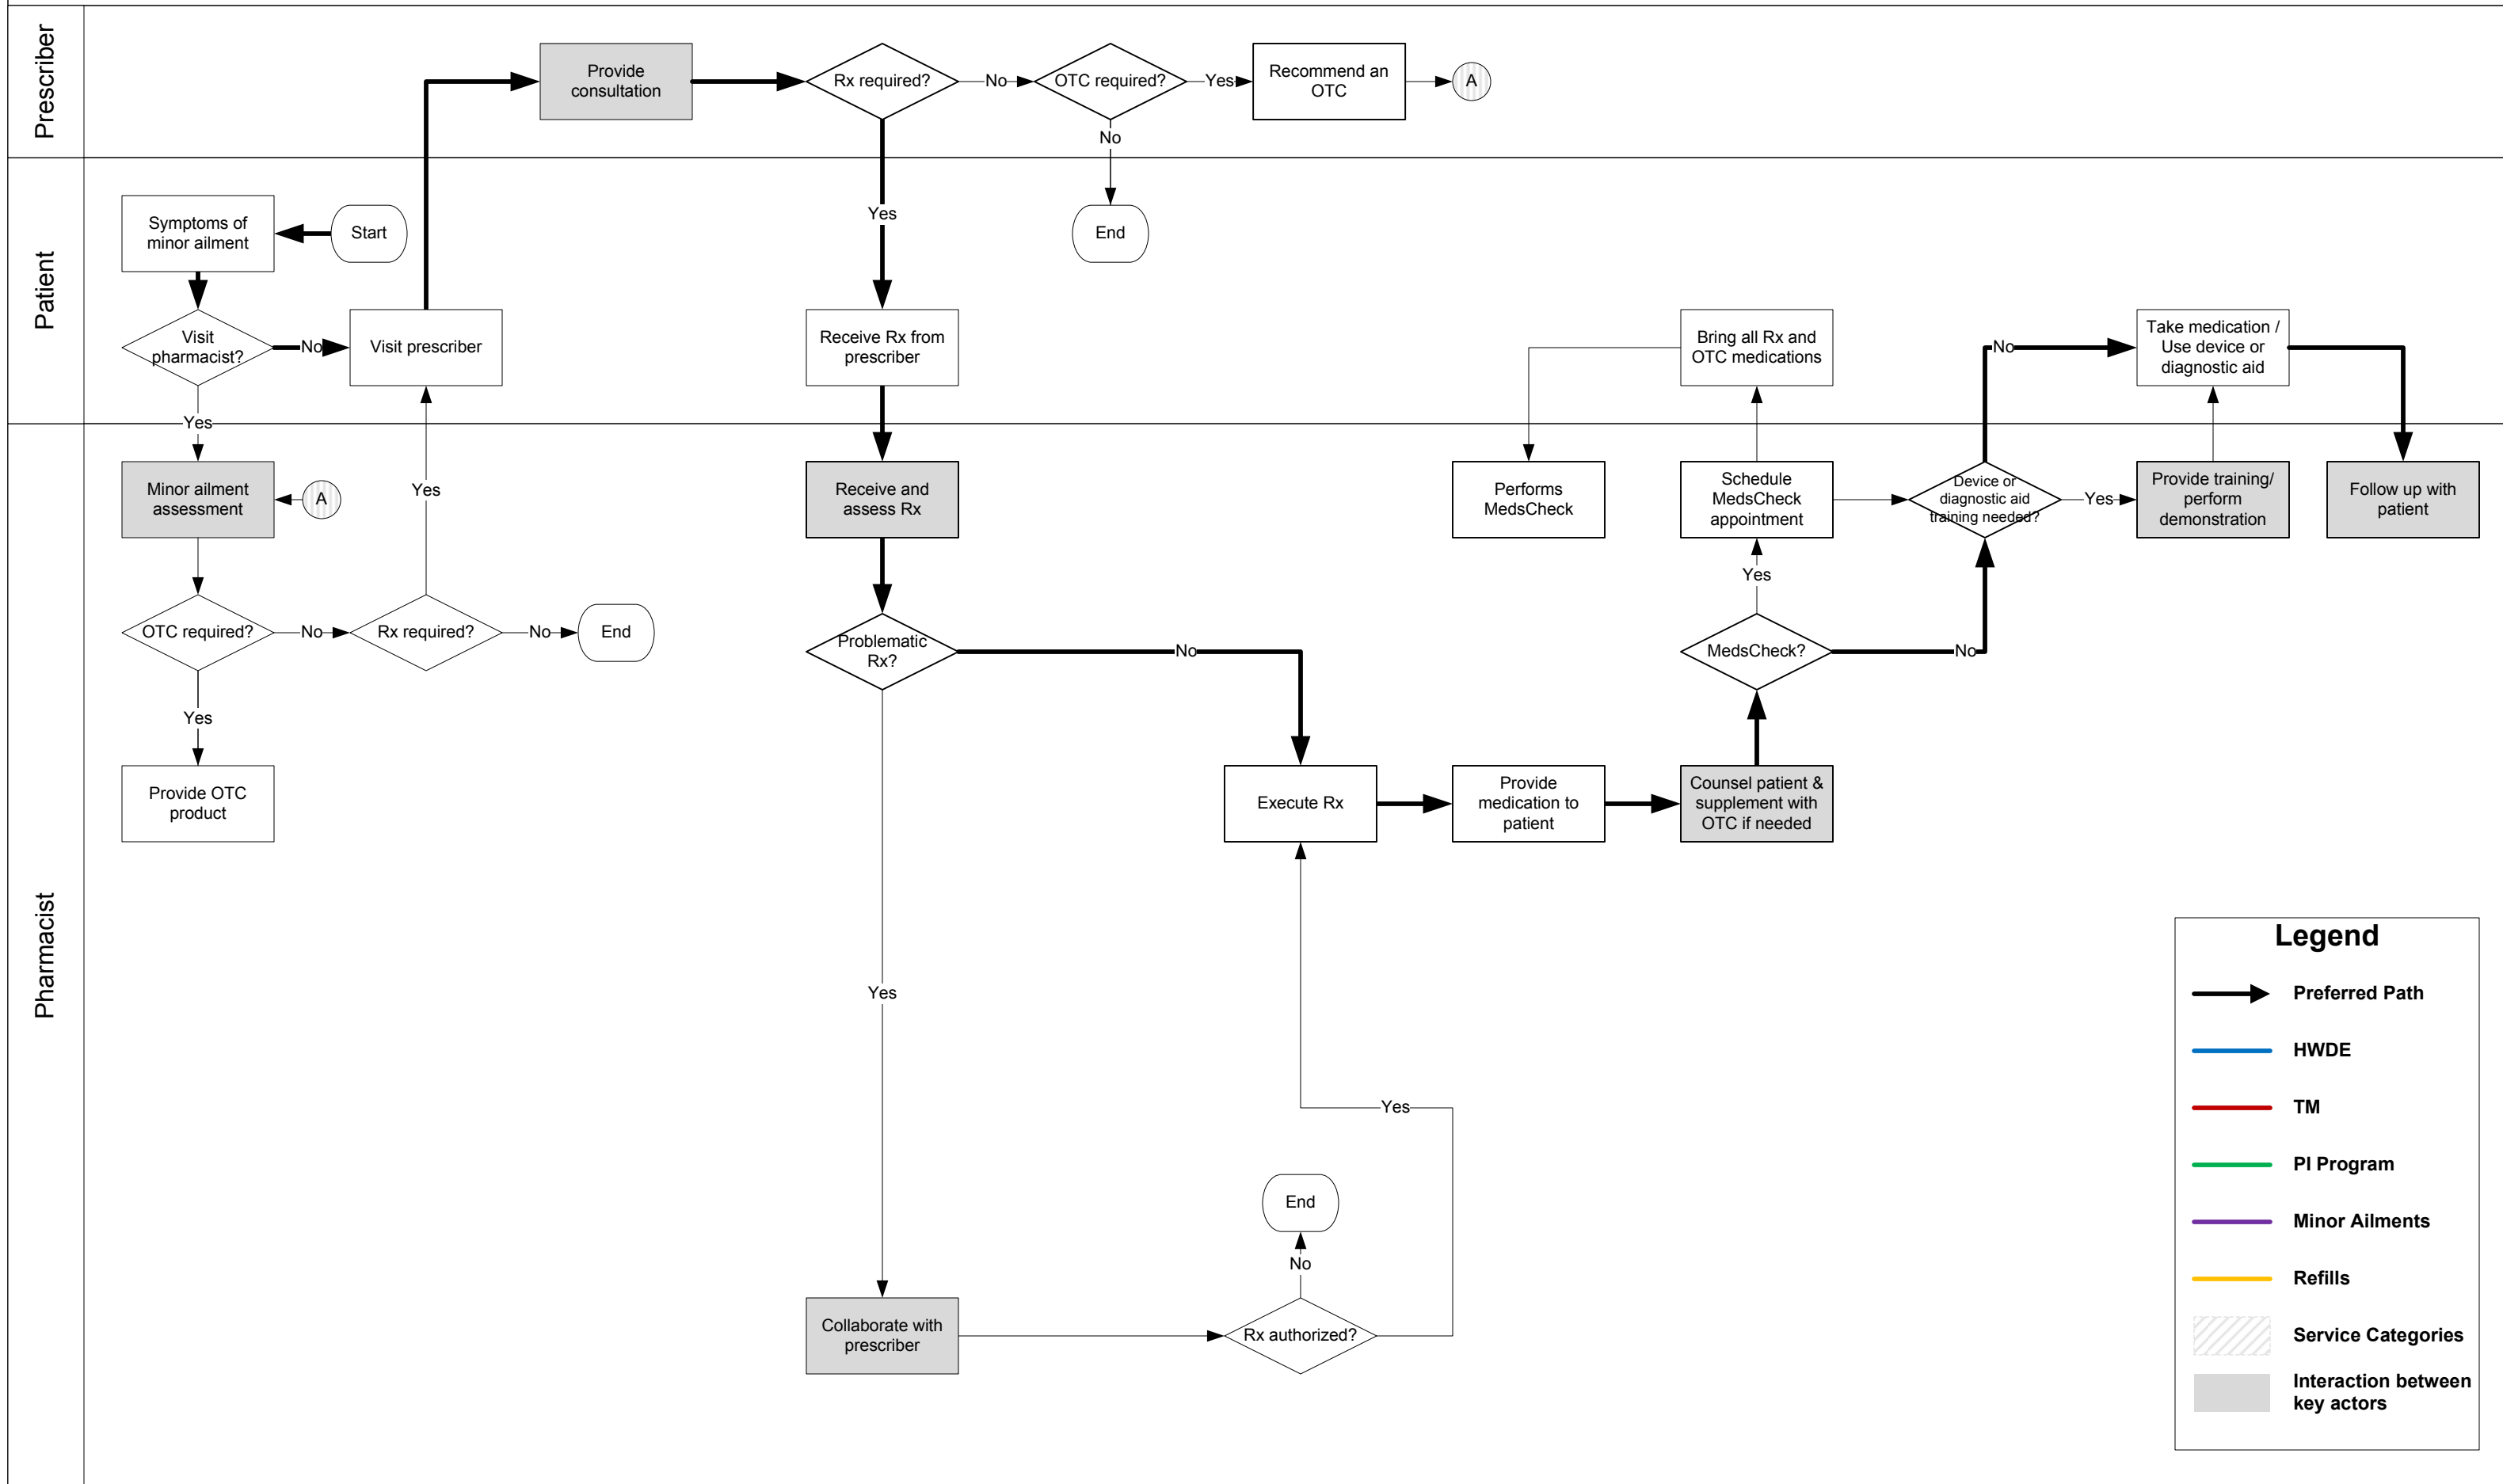 Prescriber
Provide
consultation
Rx required?
No
OTC required?
Yes
Recommend an
OTC
A
No
Patient
Symptoms of
minor ailment
Start
Yes
End
Visit
pharmacist?
No
Visit prescriber
Receive Rx from
prescriber
Bring all Rx and
OTC medications
No
Take medication /
Use device or
diagnostic aid
Yes
Pharmacist
Minor ailment
assessment
A
Yes
Receive and
assess Rx
Performs
MedsCheck
Schedule
MedsCheck
appointment
Device or
diagnostic aid
training needed?
Yes
Provide training/
perform
demonstration
Follow up with
patient
Yes
OTC required?
No
Rx required?
No
End
Problematic
Rx?
No
MedsCheck?
No
Yes
Provide OTC
product
Execute Rx
Provide
medication to
patient
Counsel patient &
supplement with
OTC if needed
Yes
Yes
End
No
Collaborate with
prescriber
Rx authorized?
Legend
Preferred Path
HWDE
TM
PI Program
Minor Ailments
Refills
Service Categories
Interaction between
key actors